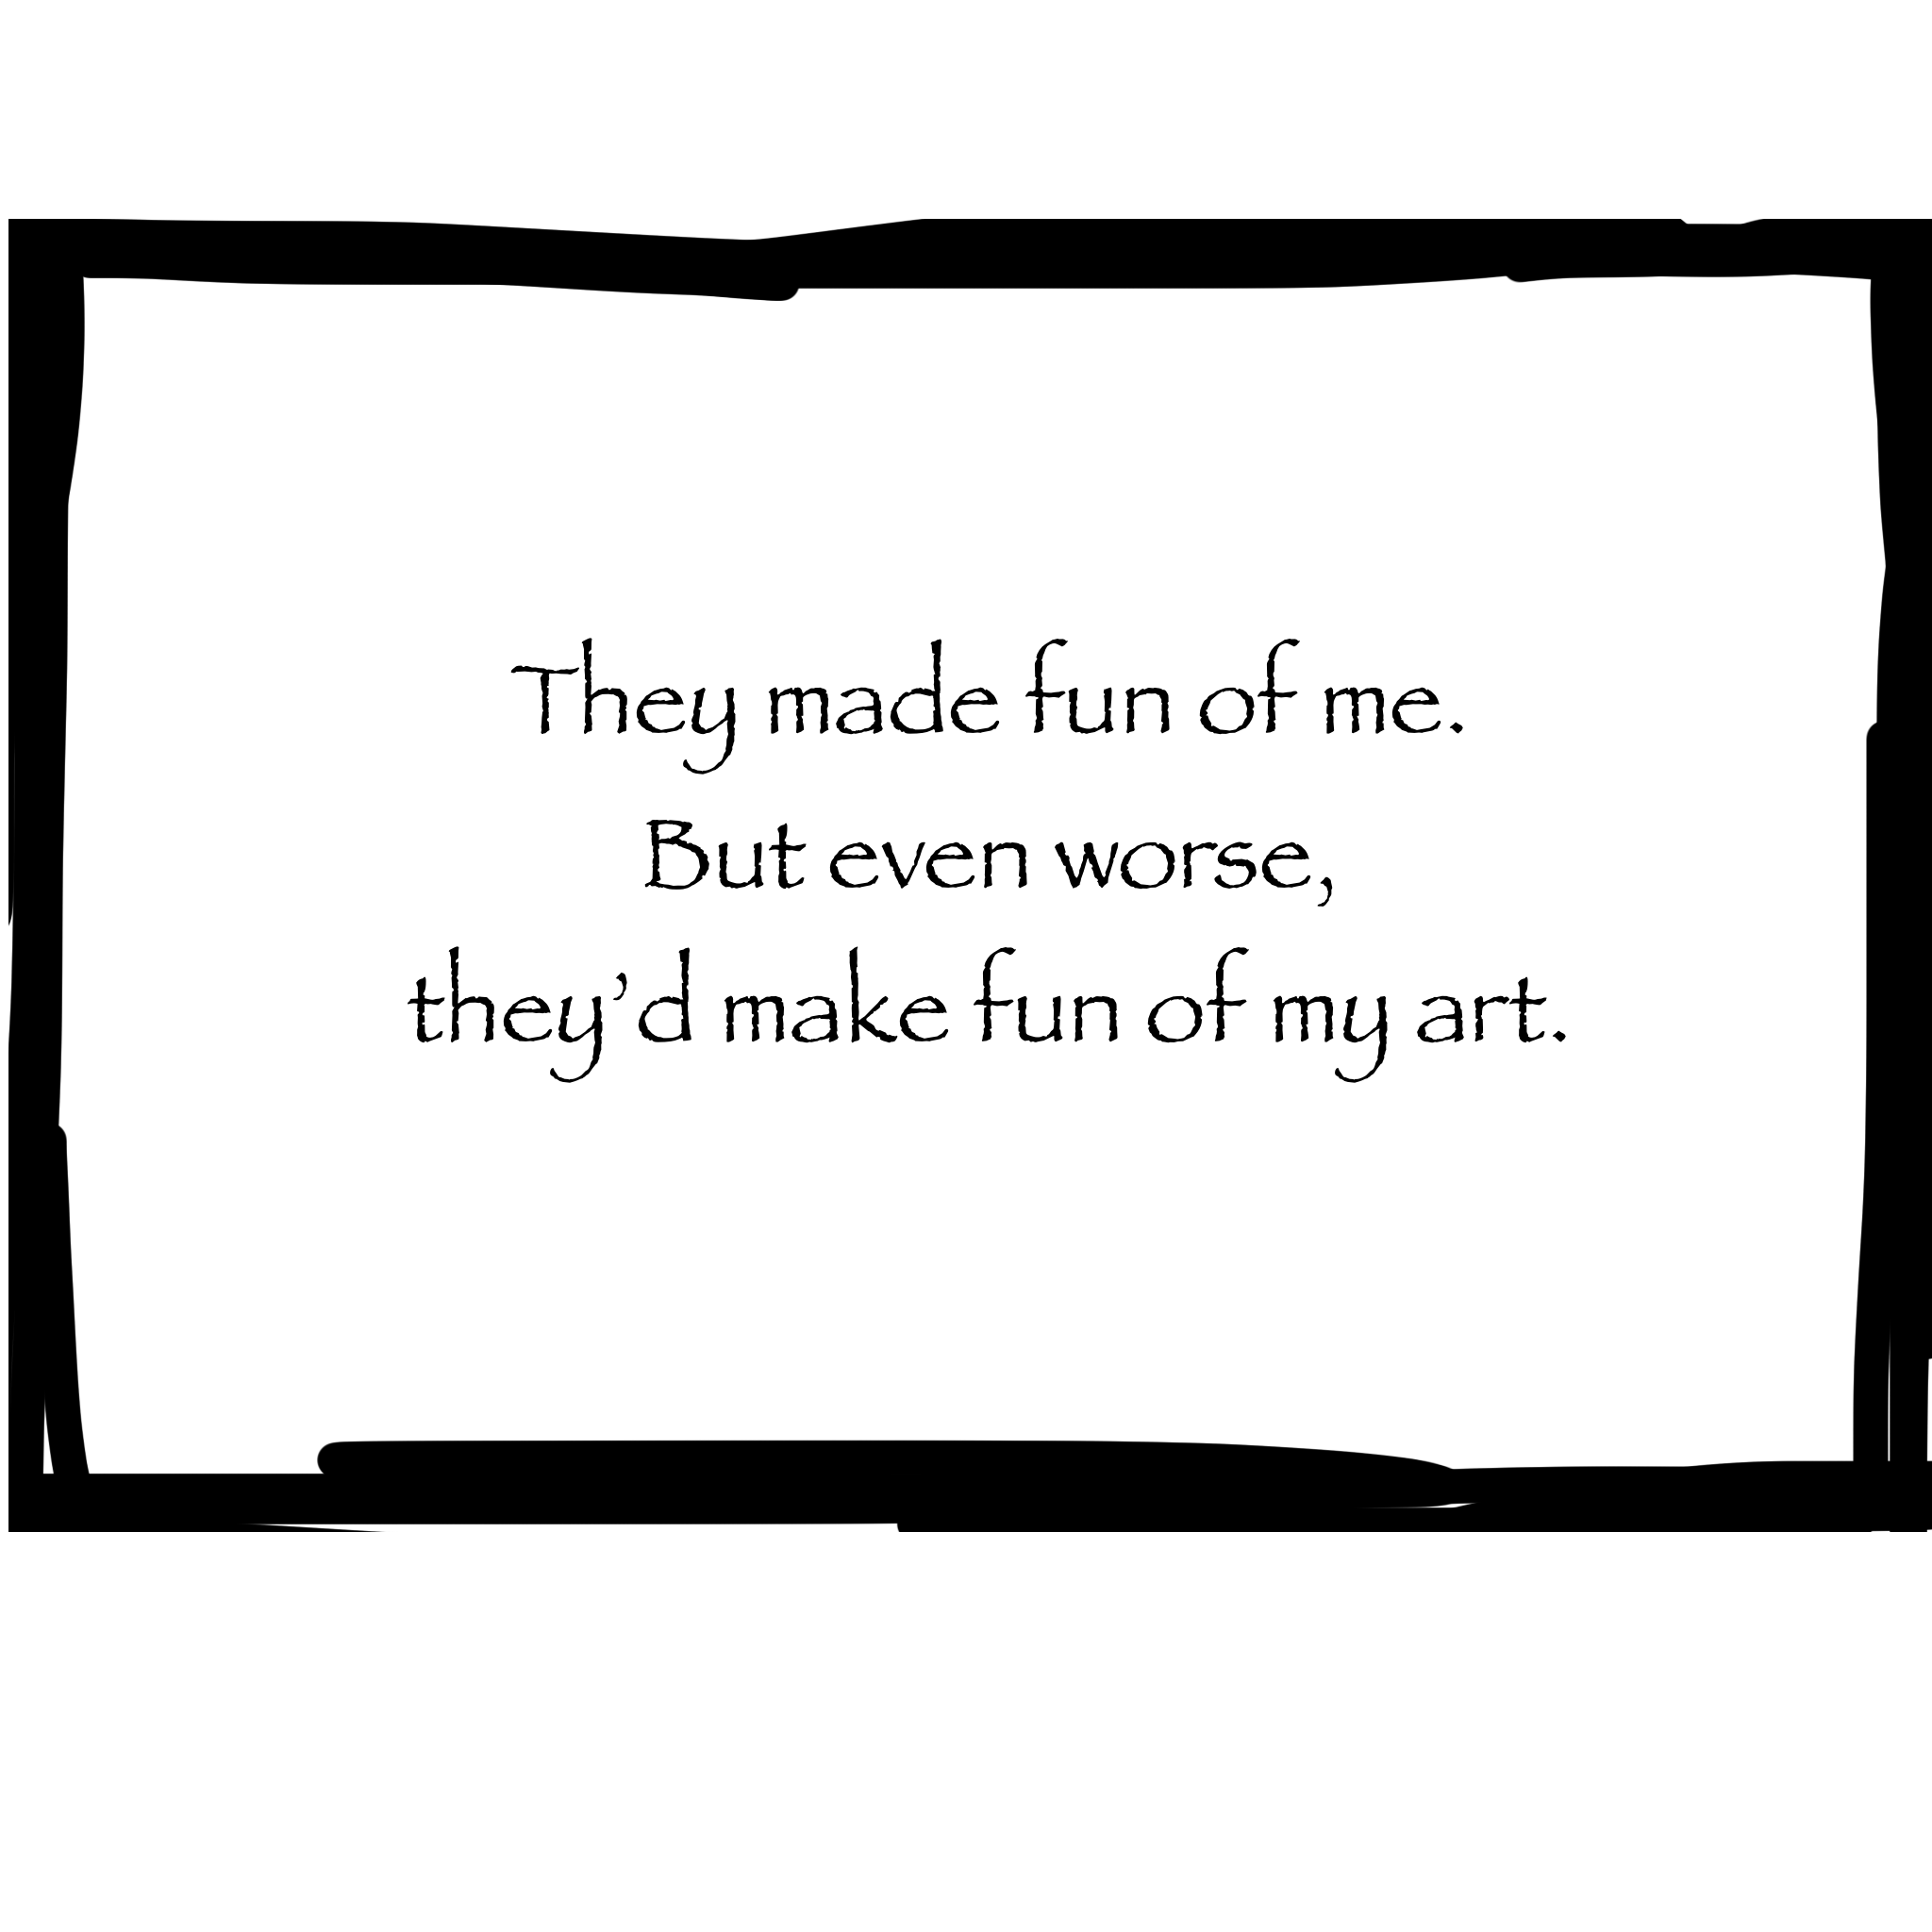 They made fun of me.
But even worse,
they’d make fun of my art.